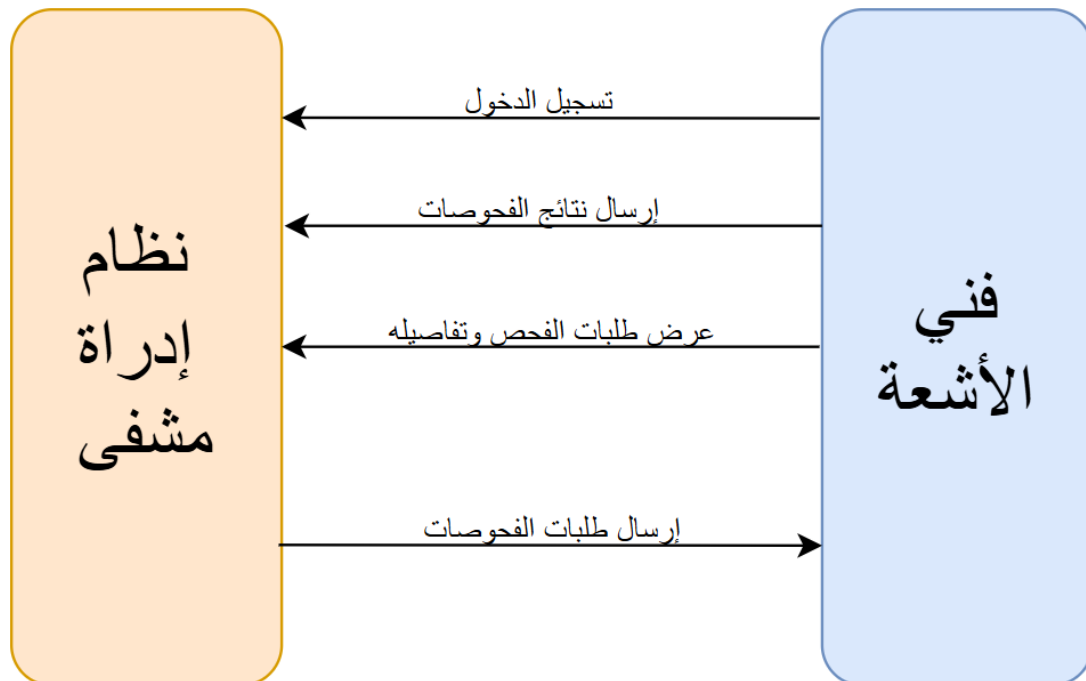 تسجيل الدخول
إرسال نتائج الفحوصات
عرض طلبات الفحص وتفاصيله
إرسال طلبات الفحوصات
فني
الأشعة
نظام
إدراة
مشفى